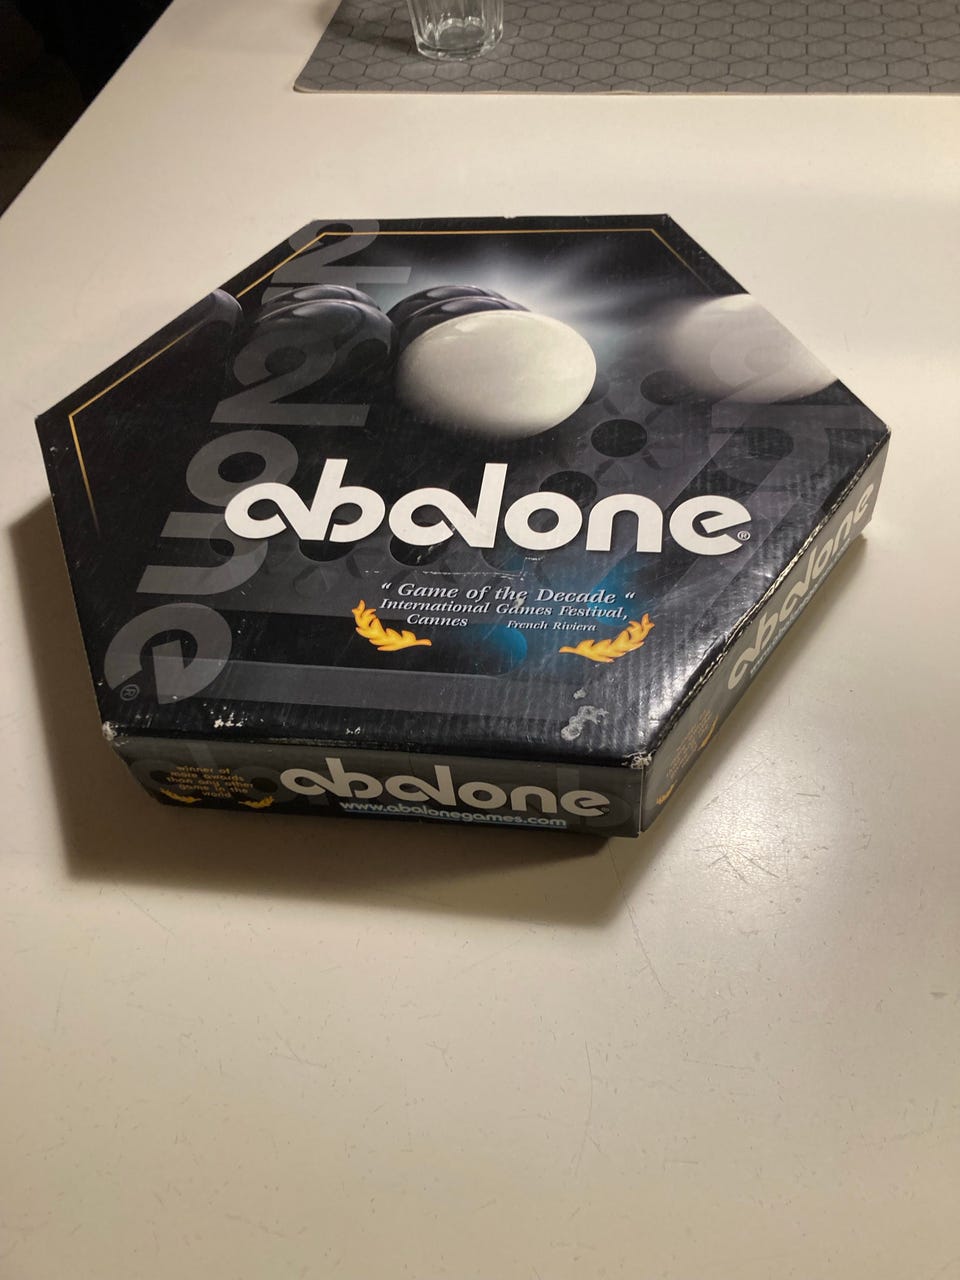 abalone
abalone®
" Game of the Decade "
International Games Festival,
Cannes French Riviera
winner of
more awards
than any other
game in the
world
abalone
www.abalonegames.com
abalone